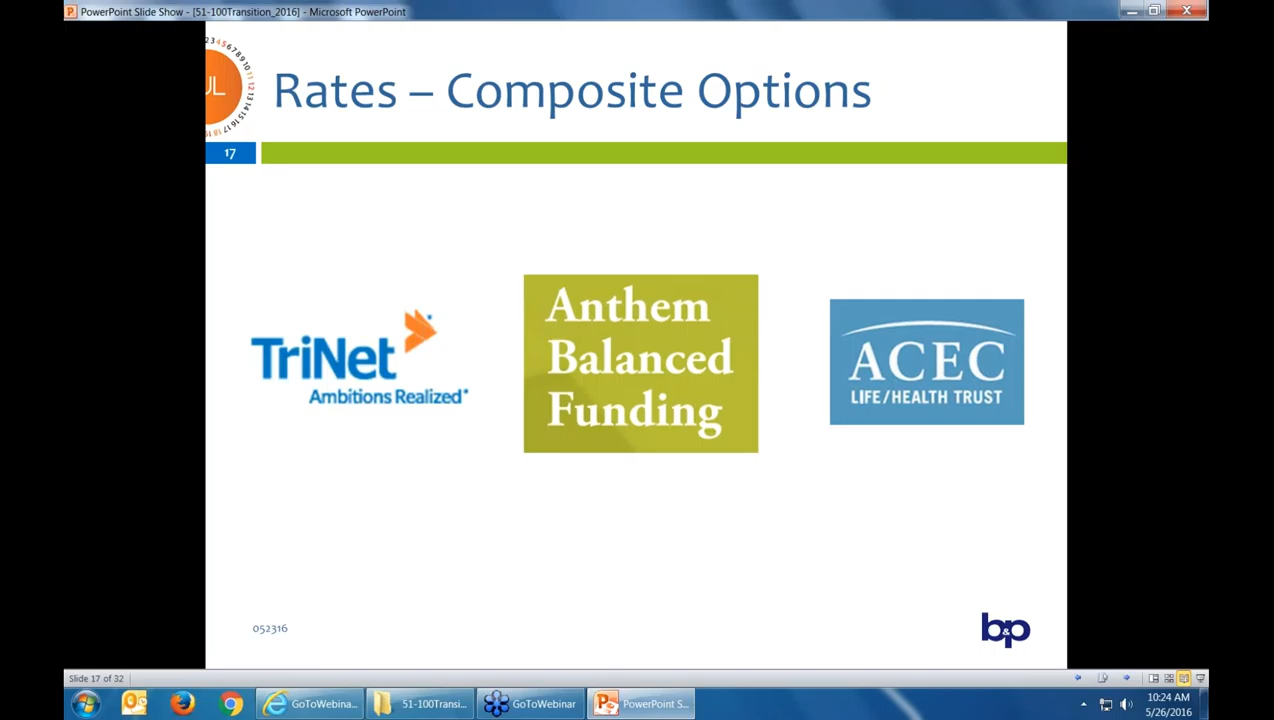 PowerPoint Slide Show - [51-100Transition_2016] - Microsoft PowerPoint
Rates – Composite Options
17
TriNet
Ambitions Realized
Anthem
Balanced
Funding
ACEC
LIFE/HEALTH TRUST
052316
b&p
Slide 17 of 32
GoToWebina...
51-100Transi...
GoToWebinar
PowerPoint S...
10:24 AM
5/26/2016